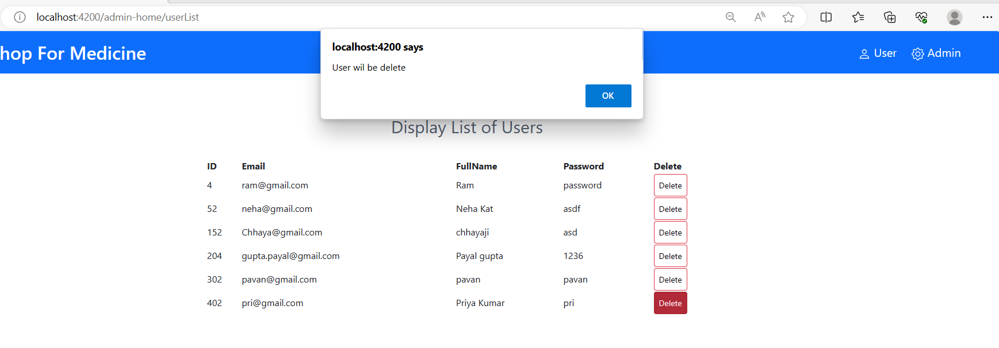 localhost:4200/admin-home/userList
hop For Medicine
User
Admin
localhost:4200 says
User wil be delete
OK
Display List of Users
ID Email FullName Password Delete
4 ram@gmail.com Ram password Delete
52 neha@gmail.com Neha Kat asdf Delete
152 Chhaya@gmail.com chhayaji asd Delete
204 gupta.payal@gmail.com Payal gupta 1236 Delete
302 pavan@gmail.com pavan pavan Delete
402 pri@gmail.com Priya Kumar pri Delete